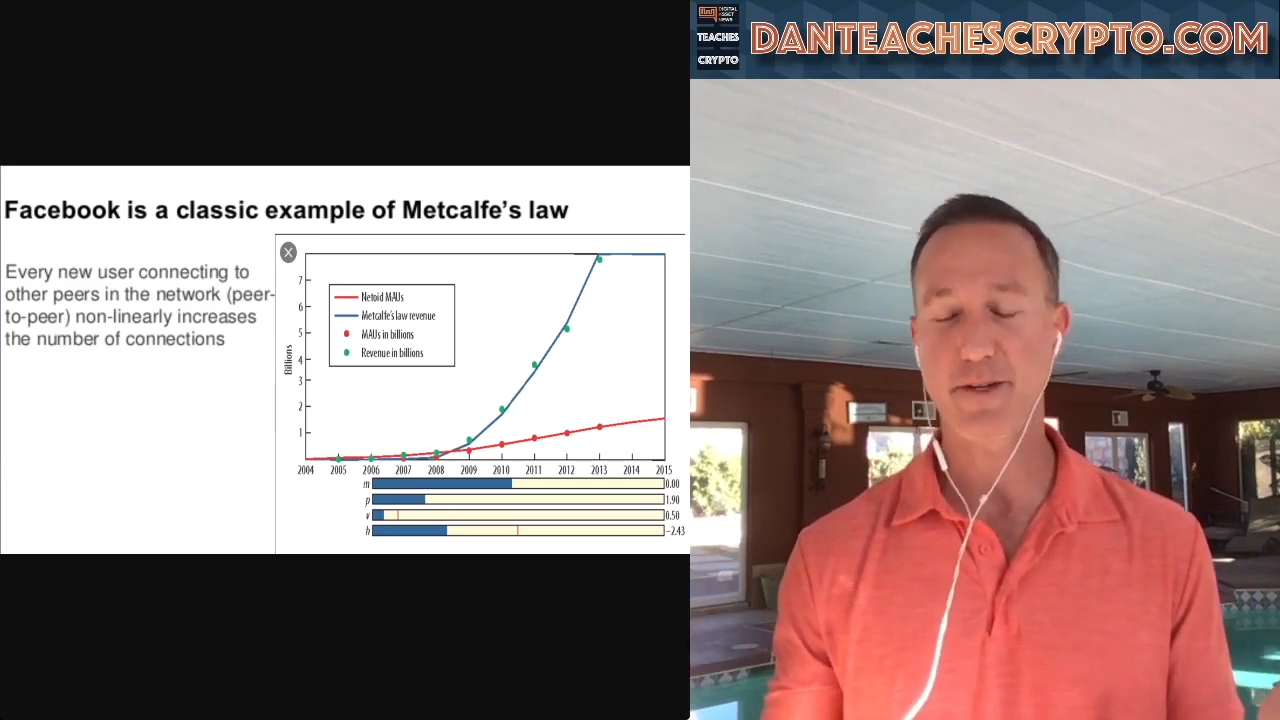 DIGITAL
ASSET
NEWS
TEACHES
CRYPTO
DANTEACHESCRYPTO.COM
Facebook is a classic example of Metcalfe's law
Every new user connecting to
other peers in the network (peer-
to-peer) non-linearly increases
the number of connections
X
Netoid MAUs
Metcalfe's law revenue
MAUs in billions
Revenue in billions
Billions
7
6
5
4
3
2
1
2004 2005 2006 2007 2008 2009 2010 2011 2012 2013 2014 2015
m 0.00
p 1.90
v 0.50
h −2.43